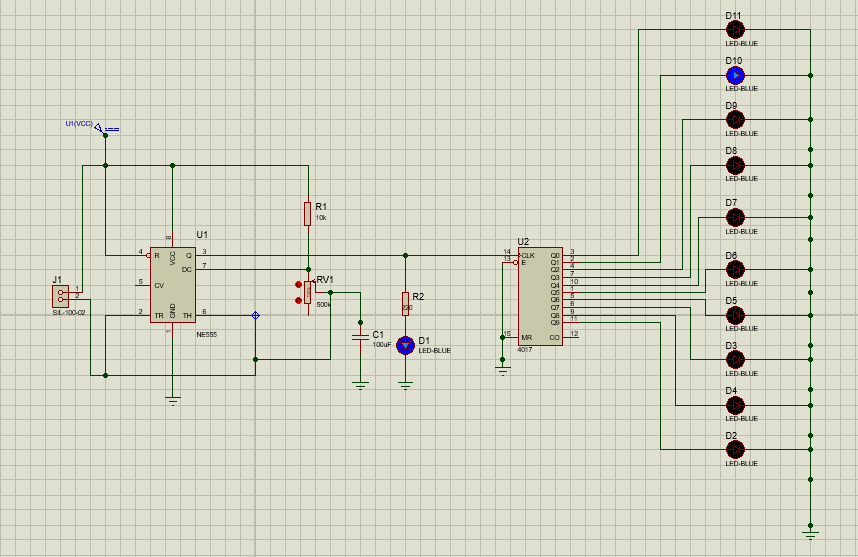 U1(VCC)
J1
1
2
SIL-100-02
U1
8
VCC
4
R
Q
3
DC
7
5
CV
2
TR
GND
TH
6
1
NE555
R1
10k
RV1
500k
C1
100uF
R2
D1
LED-BLUE
U2
14
CLK
13
E
15
MR
Q0
3
Q1
2
Q2
4
Q3
7
Q4
10
Q5
1
Q6
5
Q7
6
Q8
9
Q9
11
CO
12
4017
D11
LED-BLUE
D10
LED-BLUE
D9
LED-BLUE
D8
LED-BLUE
D7
LED-BLUE
D6
LED-BLUE
D5
LED-BLUE
D3
LED-BLUE
D4
LED-BLUE
D2
LED-BLUE